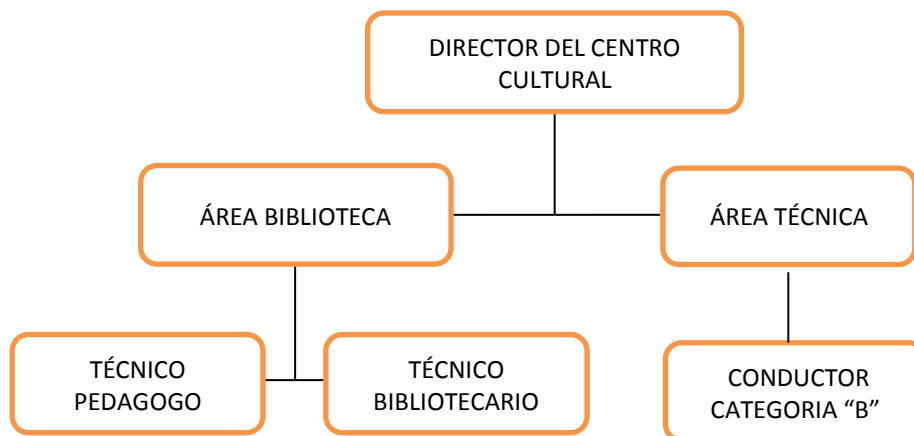 DIRECTOR DEL CENTRO
CULTURAL
ÁREA BIBLIOTECA
ÁREA TÉCNICA
TÉCNICO
PEDAGOGO
TÉCNICO
BIBLIOTECARIO
CONDUCTOR
CATEGORIA “B”